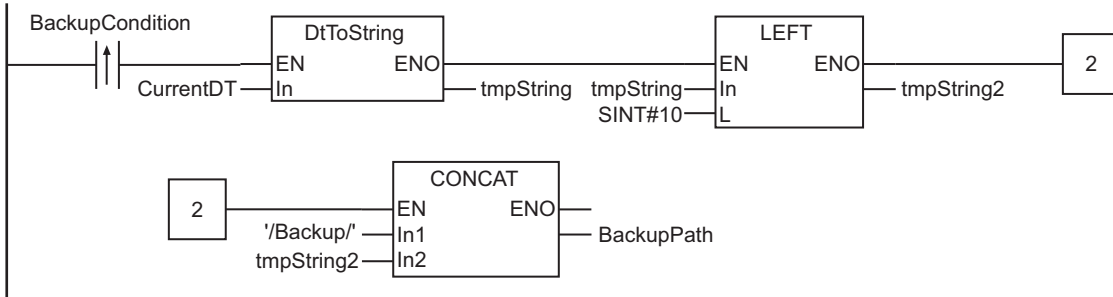 BackupCondition
DtToString
LEFT
EN ENO EN ENO 2
CurrentDT In tmpString tmpString In tmpString2
SINT#10 L
CONCAT
2 EN ENO
'/Backup/' In1 BackupPath
tmpString2 In2